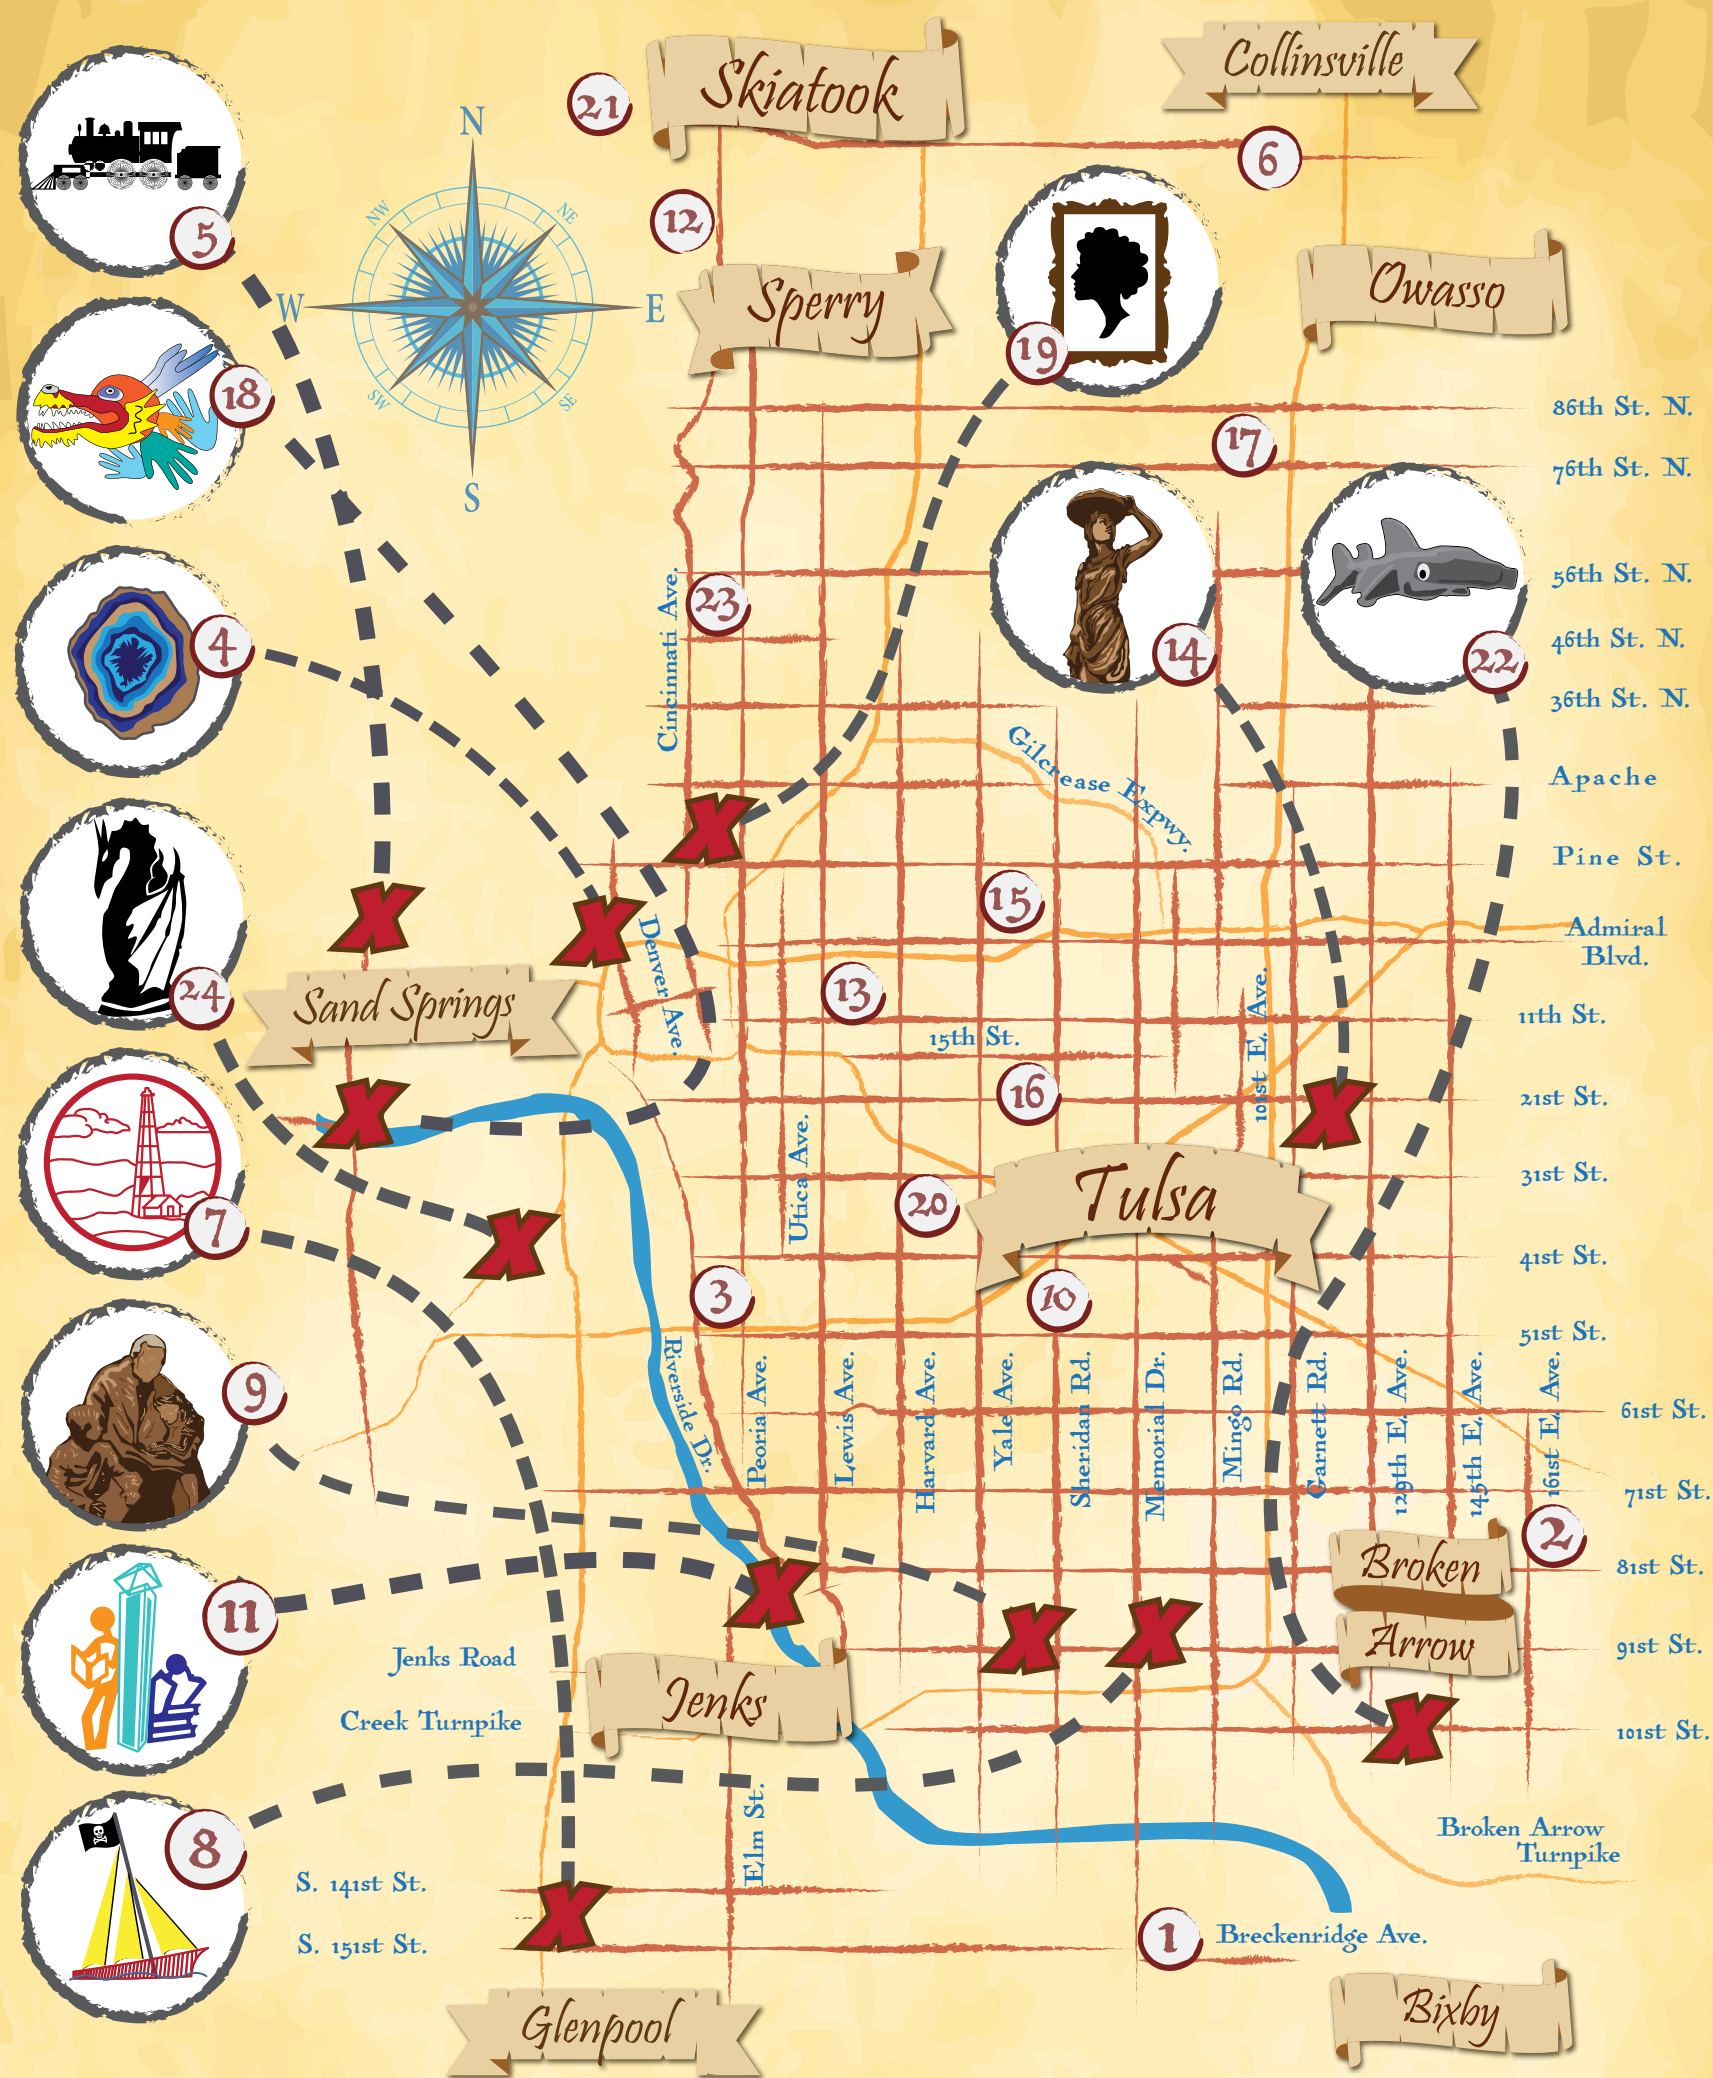 Skiatook
Collinsville
21
N
6
5
12
NW
NE
W
E
Sperry
Owasso
19
18
SW
SE
86th St. N.
17
S
76th St. N.
56th St. N.
Cincinnati Ave.
23
46th St. N.
4
14
22
36th St. N.
Gilcrease Expwy.
Apache
Pine St.
15
Admiral
Blvd.
Denver Ave.
24
13
Sand Springs
11th St.
15th St.
101st E. Ave.
16
21st St.
Utica Ave.
31st St.
Tulsa
20
7
41st St.
3
10
51st St.
Riverside Dr.
Peoria Ave.
Lewis Ave.
Harvard Ave.
Yale Ave.
Sheridan Rd.
Memorial Dr.
Mingo Rd.
Garnett Rd.
129th E. Ave.
145th E. Ave.
161st E. Ave.
9
61st St.
71st St.
2
Broken
Arrow
81st St.
11
91st St.
Jenks Road
Jenks
Creek Turnpike
101st St.
Elm St.
8
Broken Arrow
Turnpike
S. 141st St.
S. 151st St.
1
Breckenridge Ave.
Glenpool
Bixby